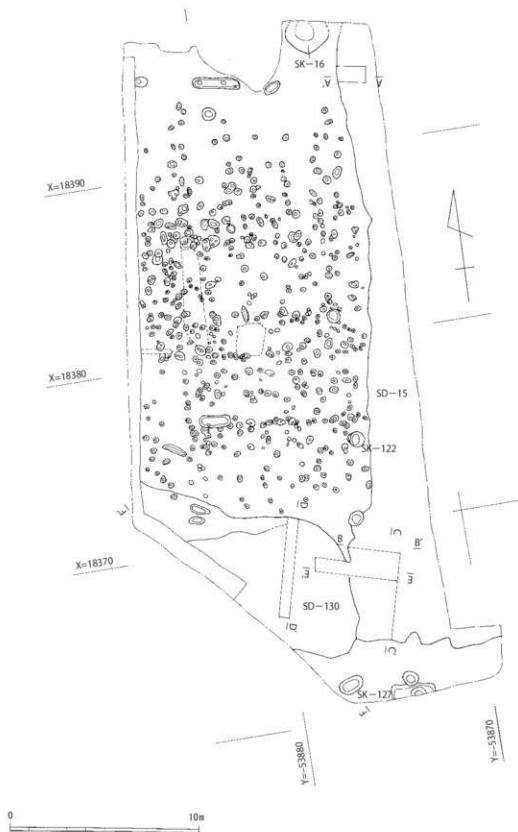 SK-16
A'
A
X=18390
X=18380
SD-15
SK-122
D
E'
B
C
B'
X=18370
E'
E
SD-130
D'
C'
SK-127
E
Y=-53880
Y=-53870
0
10m